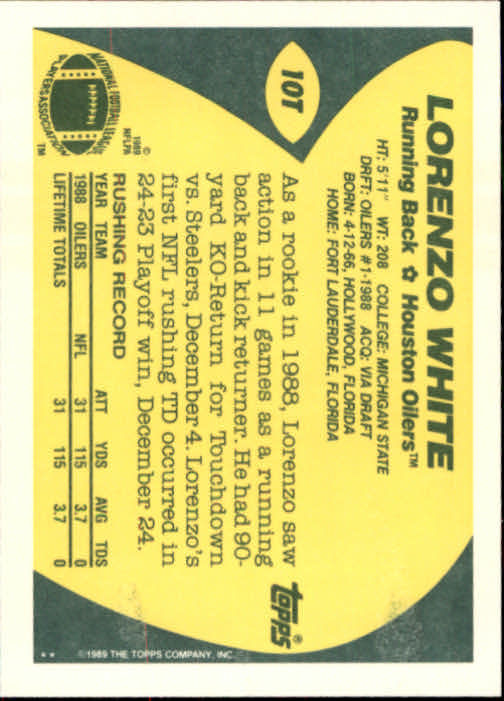 10T
LORENZO WHITE
Running Back ✩ Houston Oilers™
HT: 5'11" WT: 208 COLLEGE: MICHIGAN STATE
DRFT: OILERS #1-1988 ACQ: VIA DRAFT
BORN: 4-12-66, HOLLYWOOD, FLORIDA
HOME: FORT LAUDERDALE, FLORIDA
As a rookie in 1988, Lorenzo saw
action in 11 games as a running
back and kick returner. He had 90-
yard KO-Return for Touchdown
vs. Steelers, December 4. Lorenzo's
first NFL rushing TD occurred in
24-23 Playoff win, December 24.
RUSHING RECORD
YEAR TEAM ATT YDS AVG TDS
1988 OILERS NFL 31 115 3.7 0
LIFETIME TOTALS 31 115 3.7 0
NATIONAL FOOTBALL LEAGUE
PLAYERS ASSOCIATION
™
©
1989
NFLPA
TOPPS®
** ©1989 THE TOPPS COMPANY, INC.